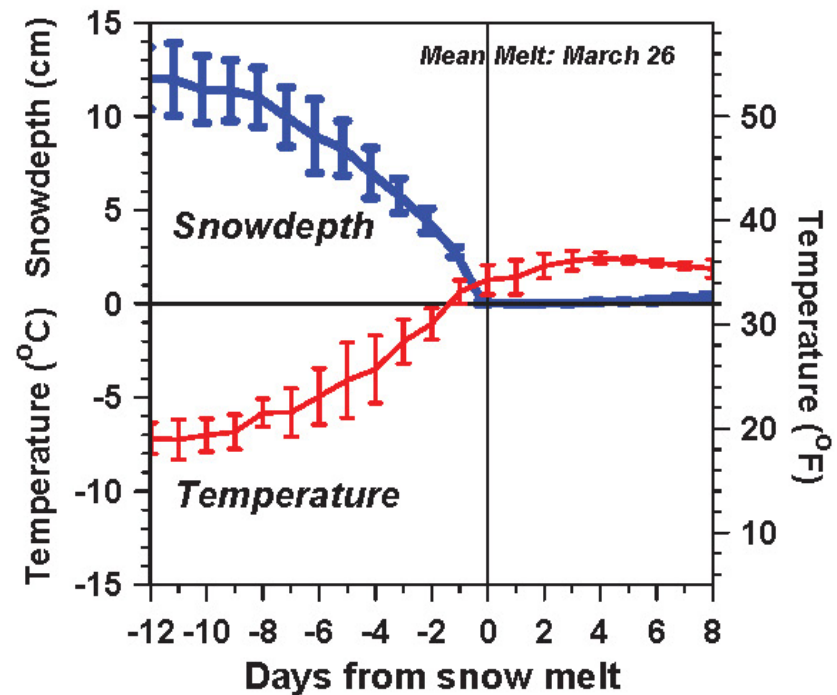 Temperature (°C) Snowdepth (cm)
15
10
5
0
-5
-10
-15
Mean Melt: March 26
Snowdepth
Temperature
50
40
30
20
10
Temperature (°F)
-12 -10 -8 -6 -4 -2 0 2 4 6 8
Days from snow melt